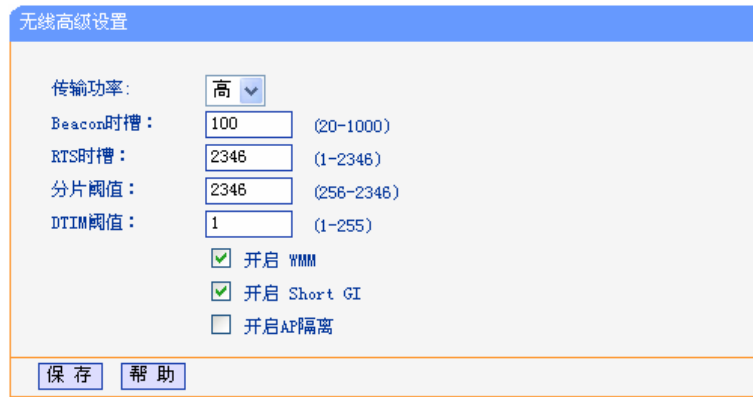 无线高级设置
传输功率: 高
Beacon时槽： 100 (20-1000)
RTS时槽： 2346 (1-2346)
分片阈值： 2346 (256-2346)
DTIM阈值： 1 (1-255)
开启 WMM
开启 Short GI
开启AP隔离
保 存 帮 助